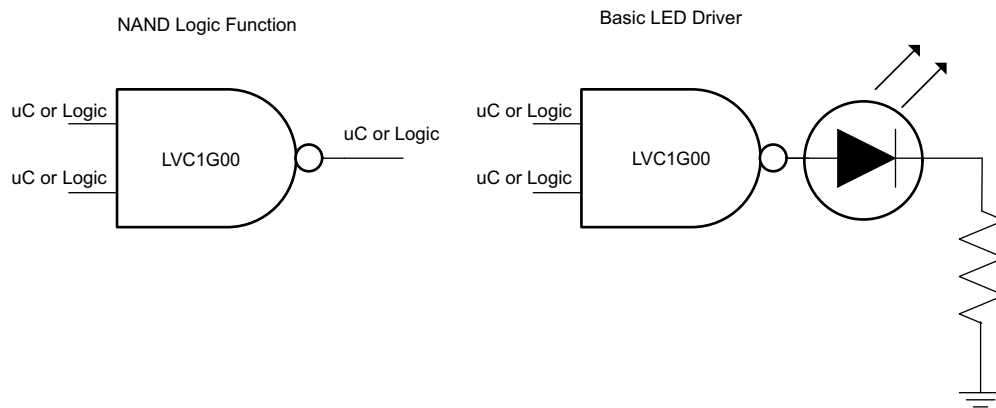 NAND Logic Function
uC or Logic
uC or Logic
LVC1G00
uC or Logic
Basic LED Driver
uC or Logic
uC or Logic
LVC1G00